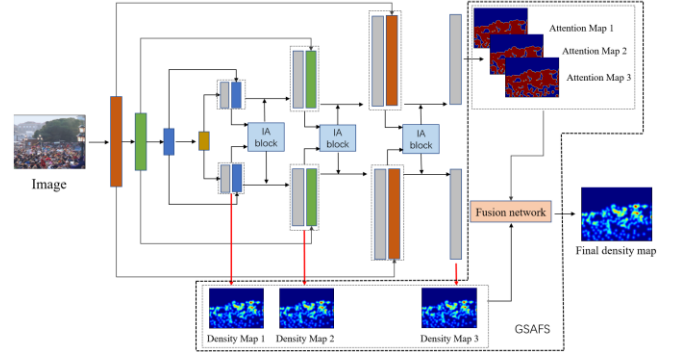 Attention Map 1
Attention Map 2
Attention Map 3
IA
block
IA
block
IA
block
Image
Fusion network
Final density map
Density Map 1
Density Map 2
Density Map 3
GSAFS